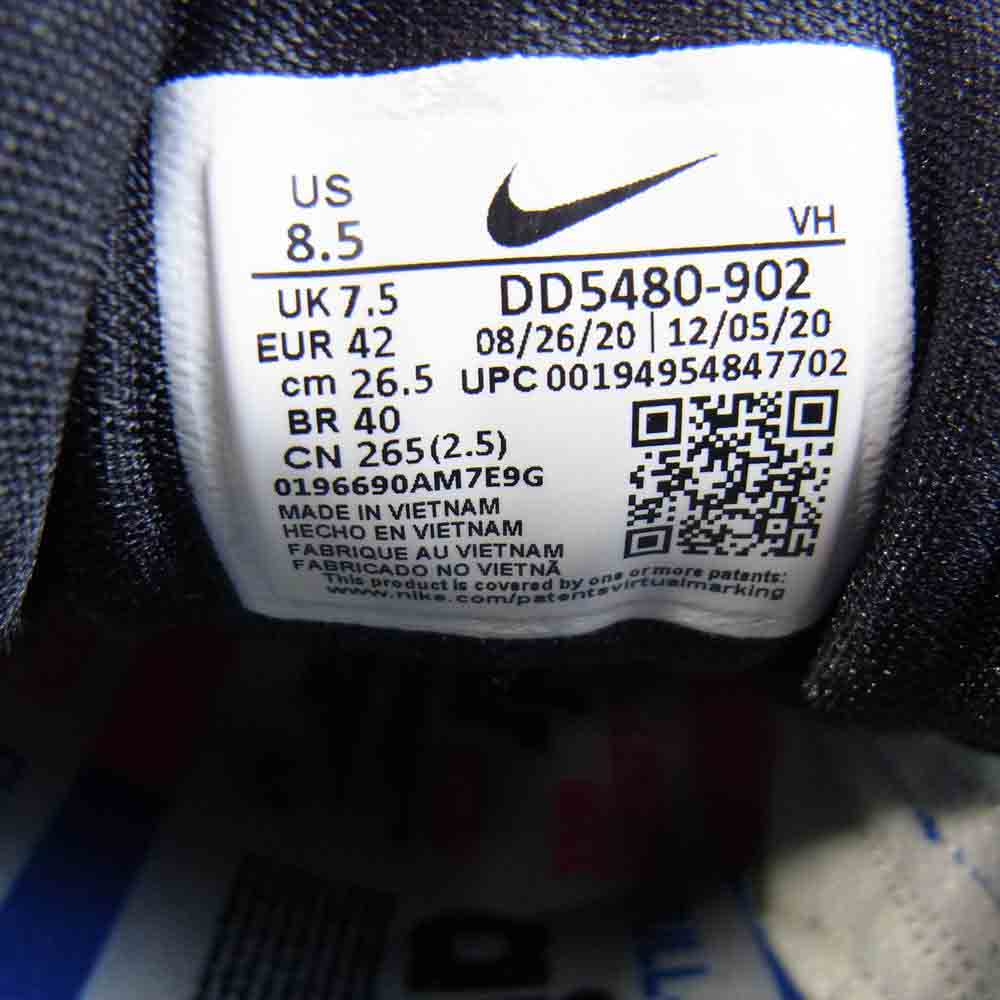 US
8.5
VH
UK 7.5
DD5480-902
EUR 42
08/26/20 | 12/05/20
cm 26.5
UPC 00194954847702
BR 40
CN 265(2.5)
0196690AM7E9G
MADE IN VIETNAM
HECHO EN VIETNAM
FABRIQUE AU VIETNAM
FABRICADO NO VIETNÃ
This product is covered by one or more patents:
www.nike.com/patentsvirtualmarking